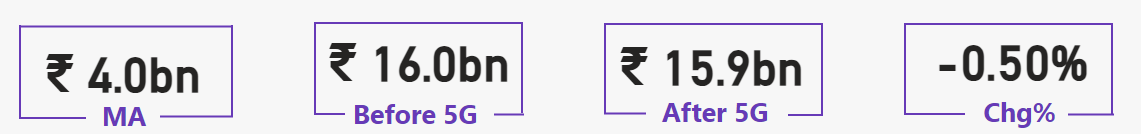 ₹ 4.0bn
MA
₹ 16.0bn
Before 5G
₹ 15.9bn
After 5G
-0.50%
Chg%